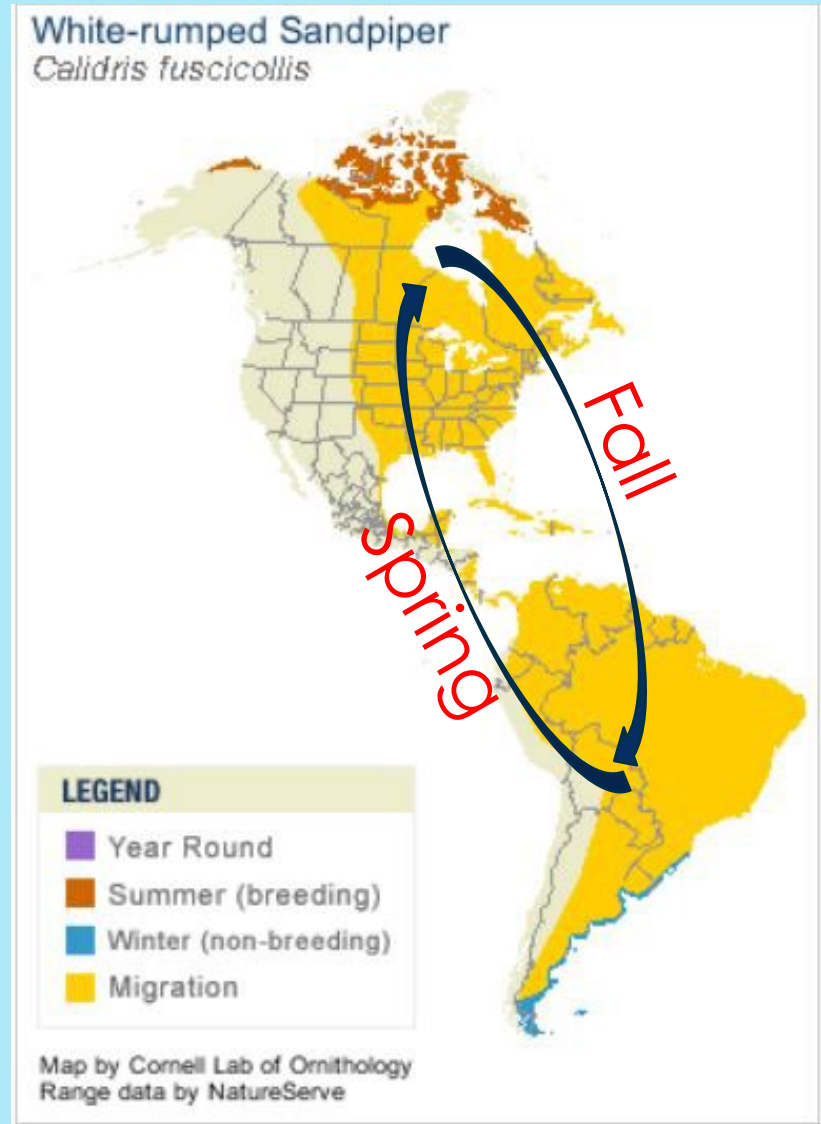 White-rumped Sandpiper
Calidris fuscicollis
Fall
Spring
LEGEND
Year Round
Summer (breeding)
Winter (non-breeding)
Migration
Map by Cornell Lab of Ornithology
Range data by NatureServe